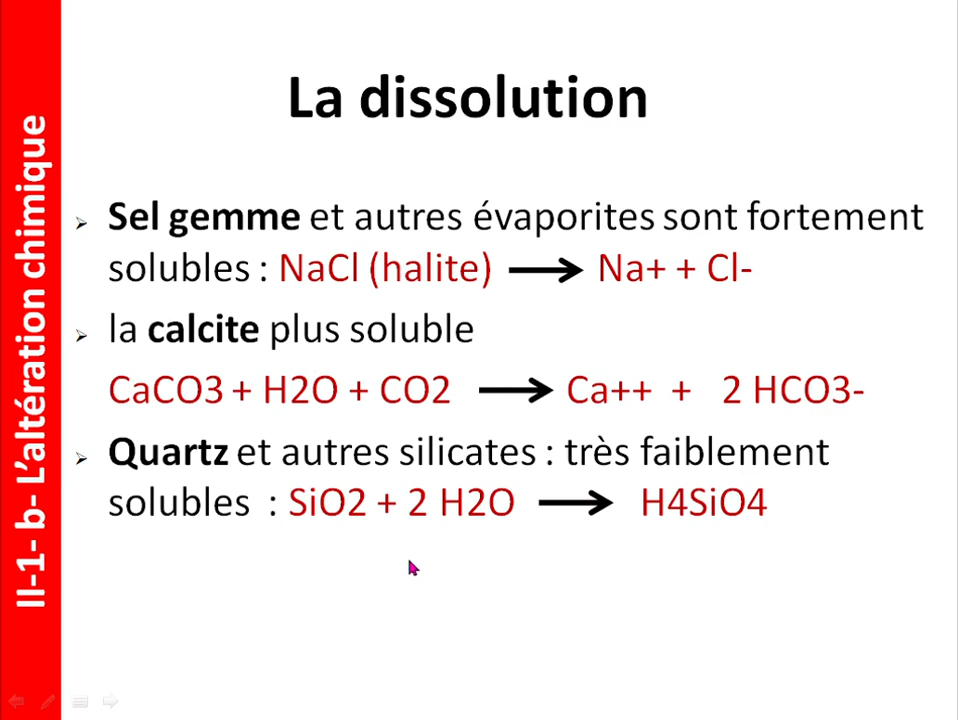 La dissolution
II-1- b- L'altération chimique
Sel gemme et autres évaporites sont fortement
solubles : NaCl (halite) → Na+ + Cl-
la calcite plus soluble
CaCO3 + H2O + CO2 → Ca++ + 2 HCO3-
Quartz et autres silicates : très faiblement
solubles : SiO2 + 2 H2O → H4SiO4